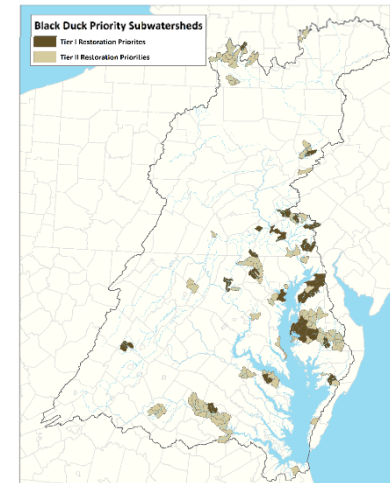 Black Duck Priority Subwatersheds
Tier I Restoration Priorites
Tier II Restoration Priorities